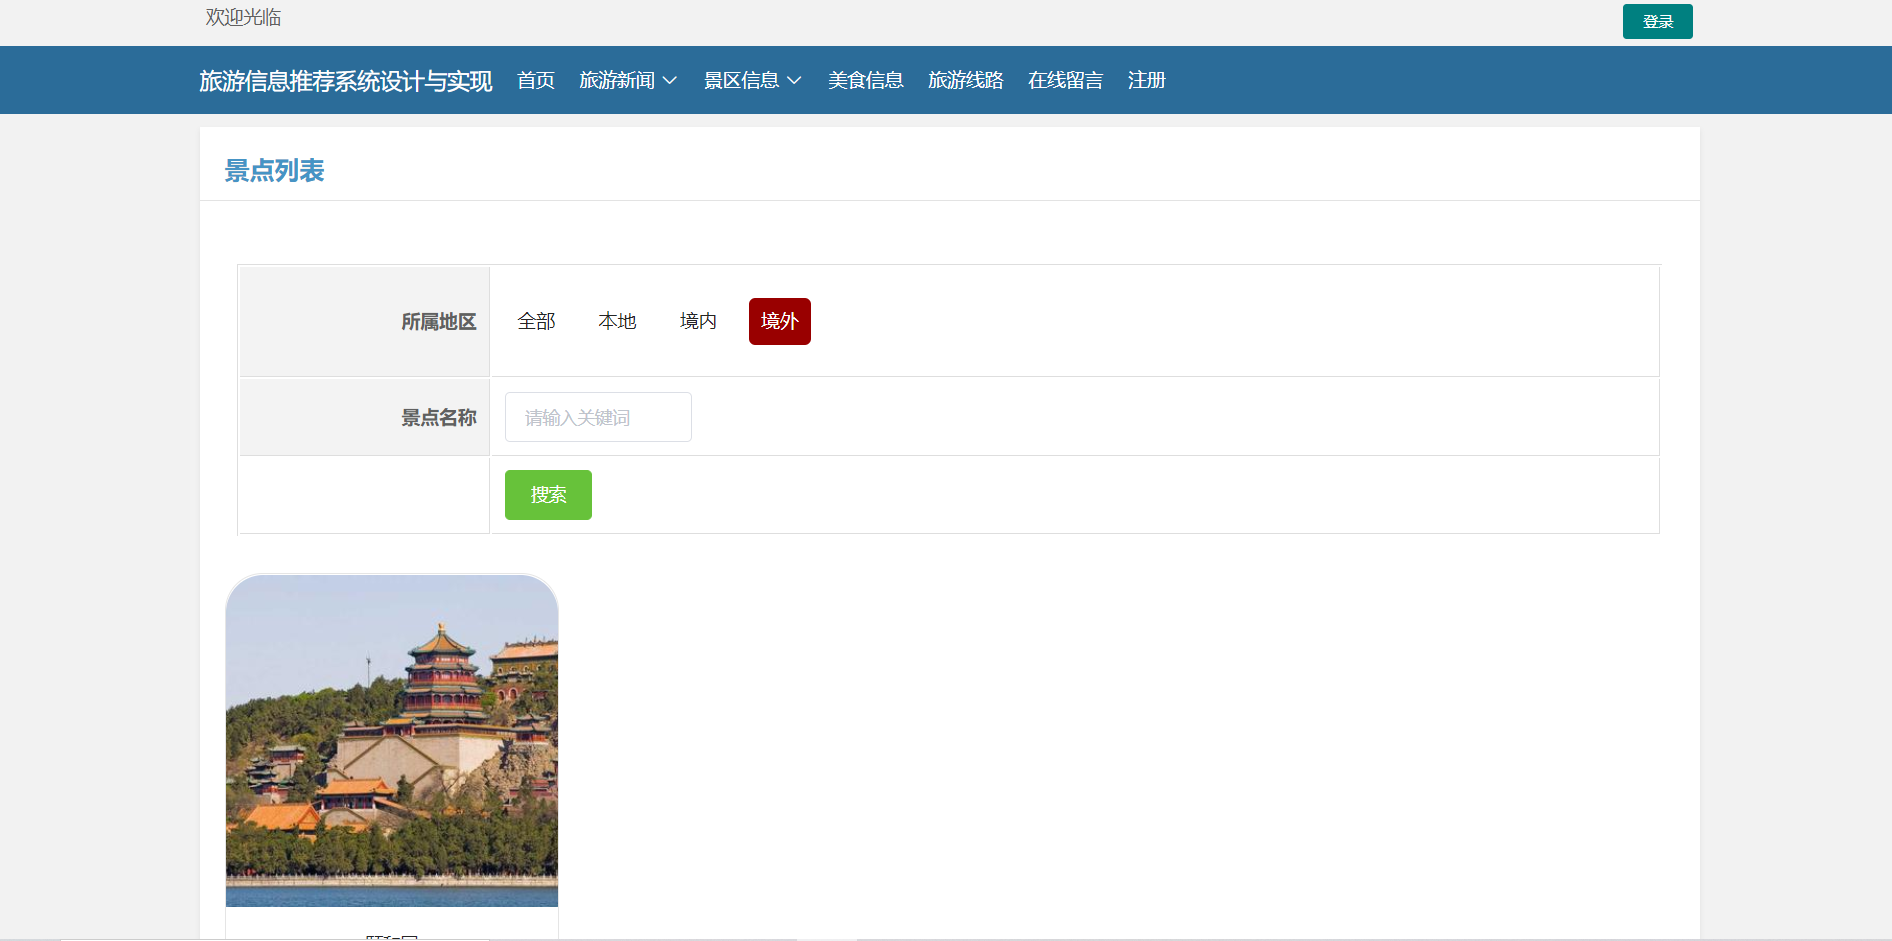 欢迎光临
登录
旅游信息推荐系统设计与实现 首页 旅游新闻 景区信息 美食信息 旅游线路 在线留言 注册
景点列表
所属地区 全部 本地 境内 境外
景点名称 请输入关键词
搜索